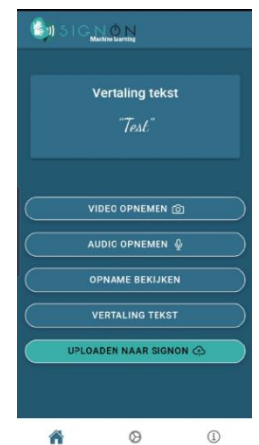 SIGNON
Machine learning
Vertaling tekst
"Test"
VIDEO OPNEMEN
AUDIO OPNEMEN
OPNAME BEKIJKEN
VERTALING TEKST
UPLOADEN NAAR SIGNON